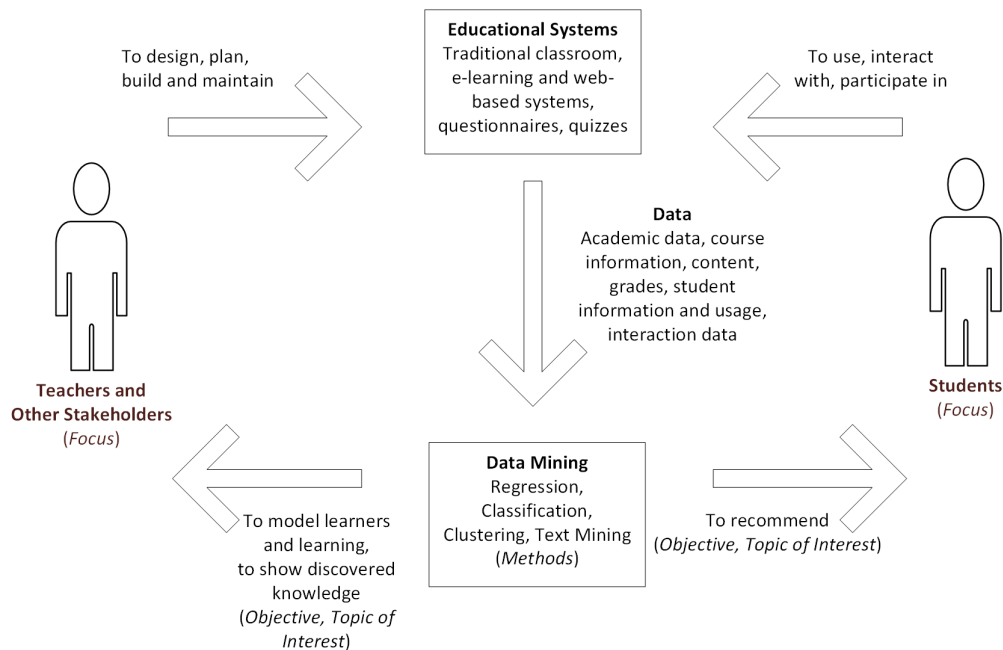 To design, plan,
build and maintain
Educational Systems
Traditional classroom,
e-learning and web-
based systems,
questionnaires, quizzes
To use, interact
with, participate in
Data
Academic data, course
information, content,
grades, student
information and usage,
interaction data
Teachers and
Other Stakeholders
(Focus)
Students
(Focus)
To model learners
and learning,
to show discovered
knowledge
(Objective, Topic of
Interest)
Data Mining
Regression,
Classification,
Clustering, Text Mining
(Methods)
To recommend
(Objective, Topic of Interest)